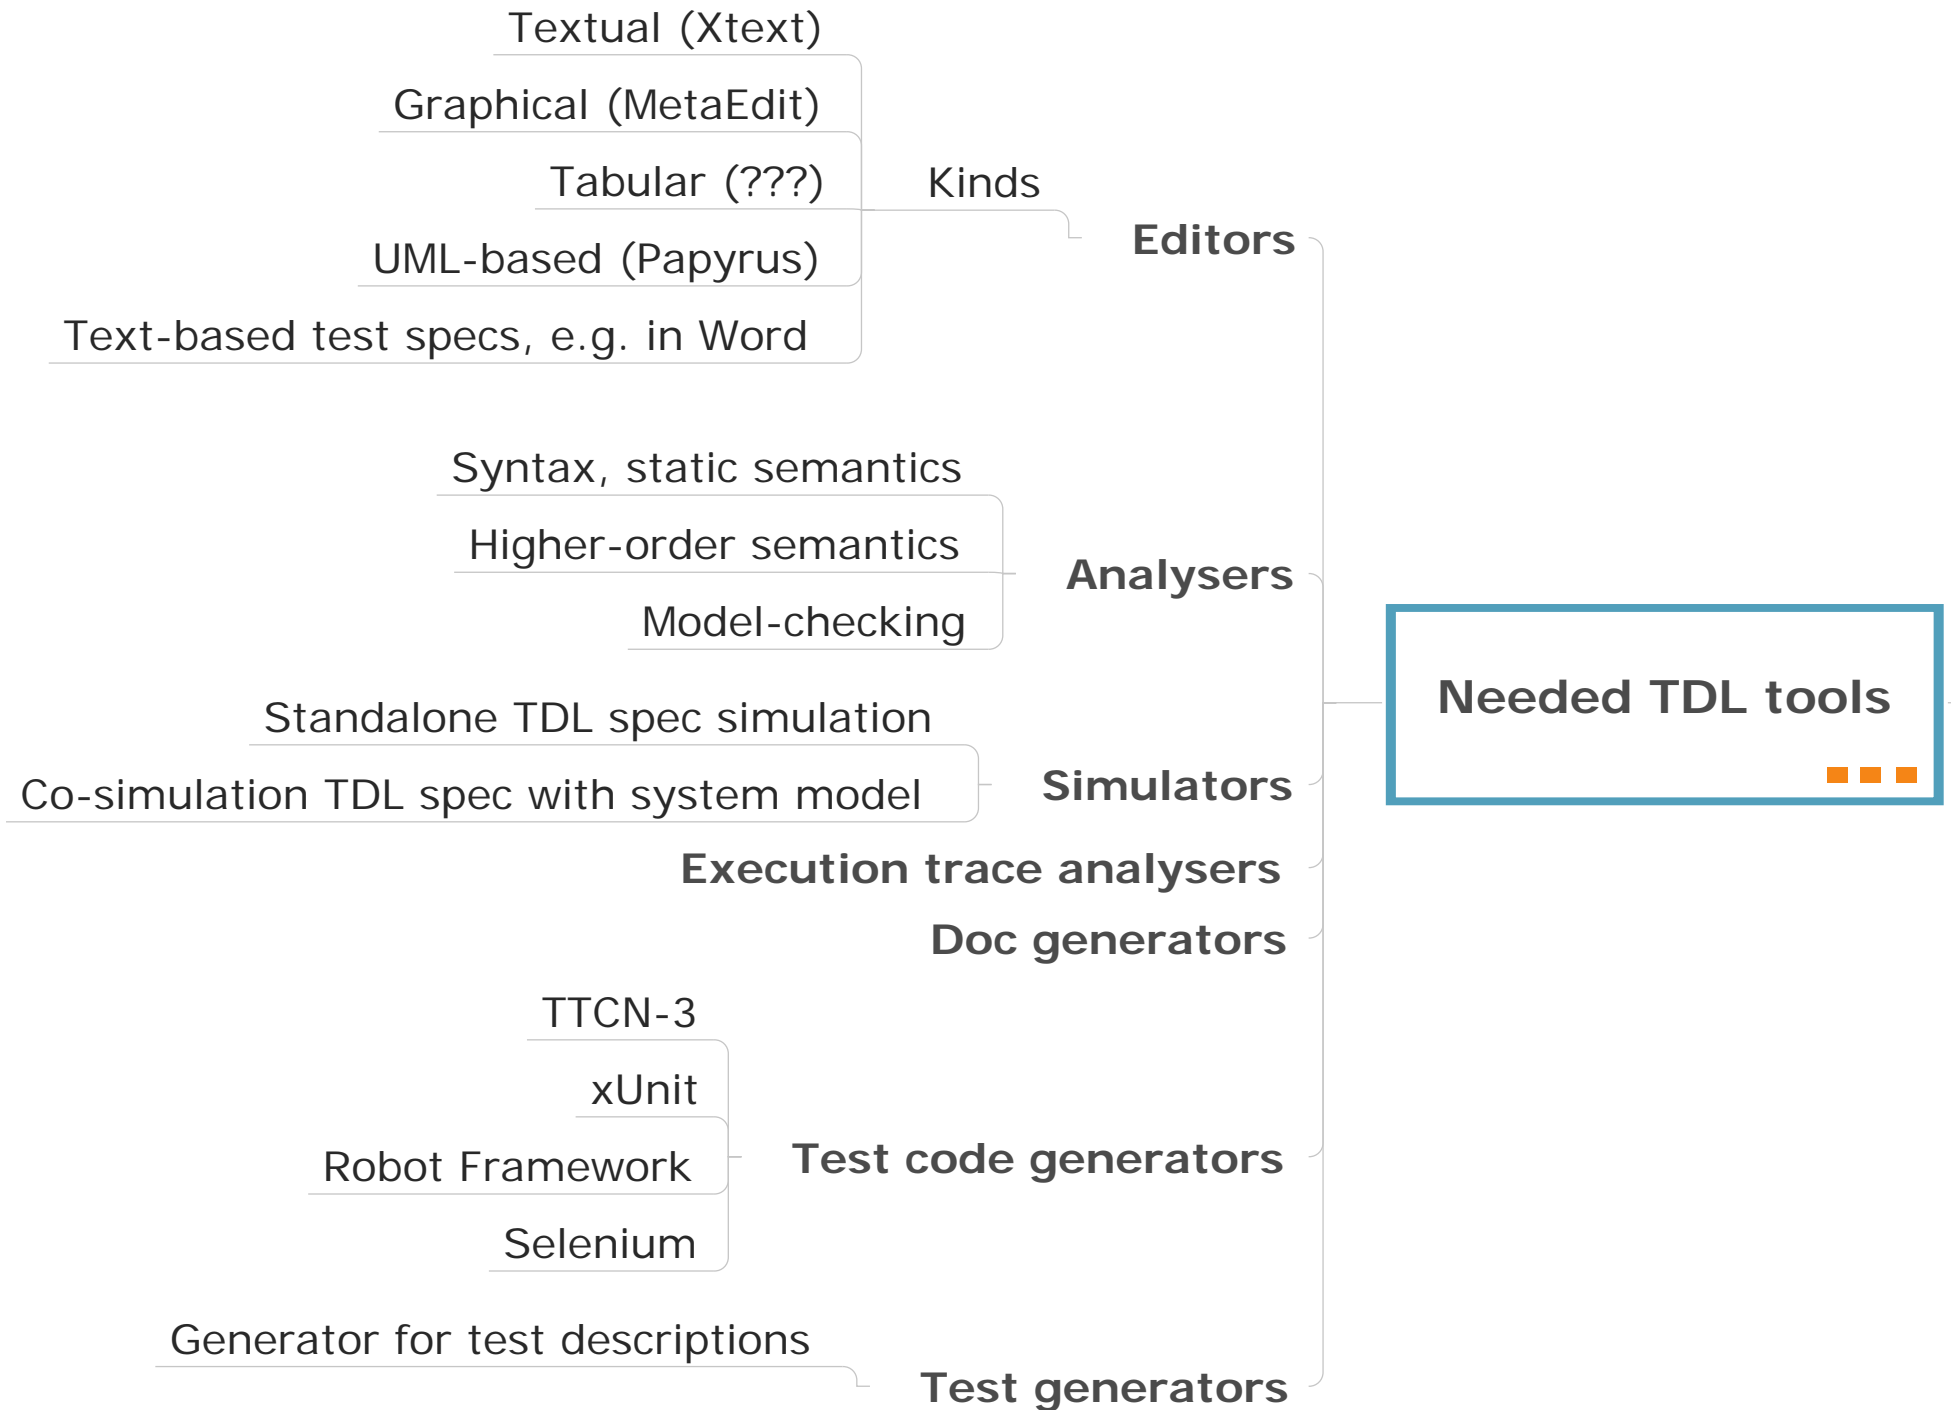 Textual (Xtext)
Graphical (MetaEdit)
Tabular (???)
Kinds
Editors
UML-based (Papyrus)
Text-based test specs, e.g. in Word
Syntax, static semantics
Higher-order semantics
Analysers
Model-checking
Needed TDL tools
Standalone TDL spec simulation
Simulators
Co-simulation TDL spec with system model
Execution trace analysers
Doc generators
TTCN-3
xUnit
Test code generators
Robot Framework
Selenium
Generator for test descriptions
Test generators